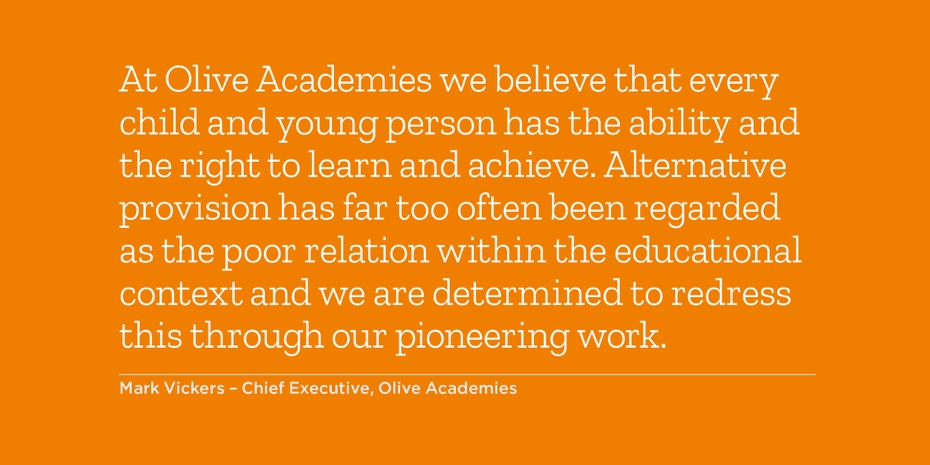 At Olive Academies we believe that every
child and young person has the ability and
the right to learn and achieve. Alternative
provision has far too often been regarded
as the poor relation within the educational
context and we are determined to redress
this through our pioneering work.
Mark Vickers – Chief Executive, Olive Academies